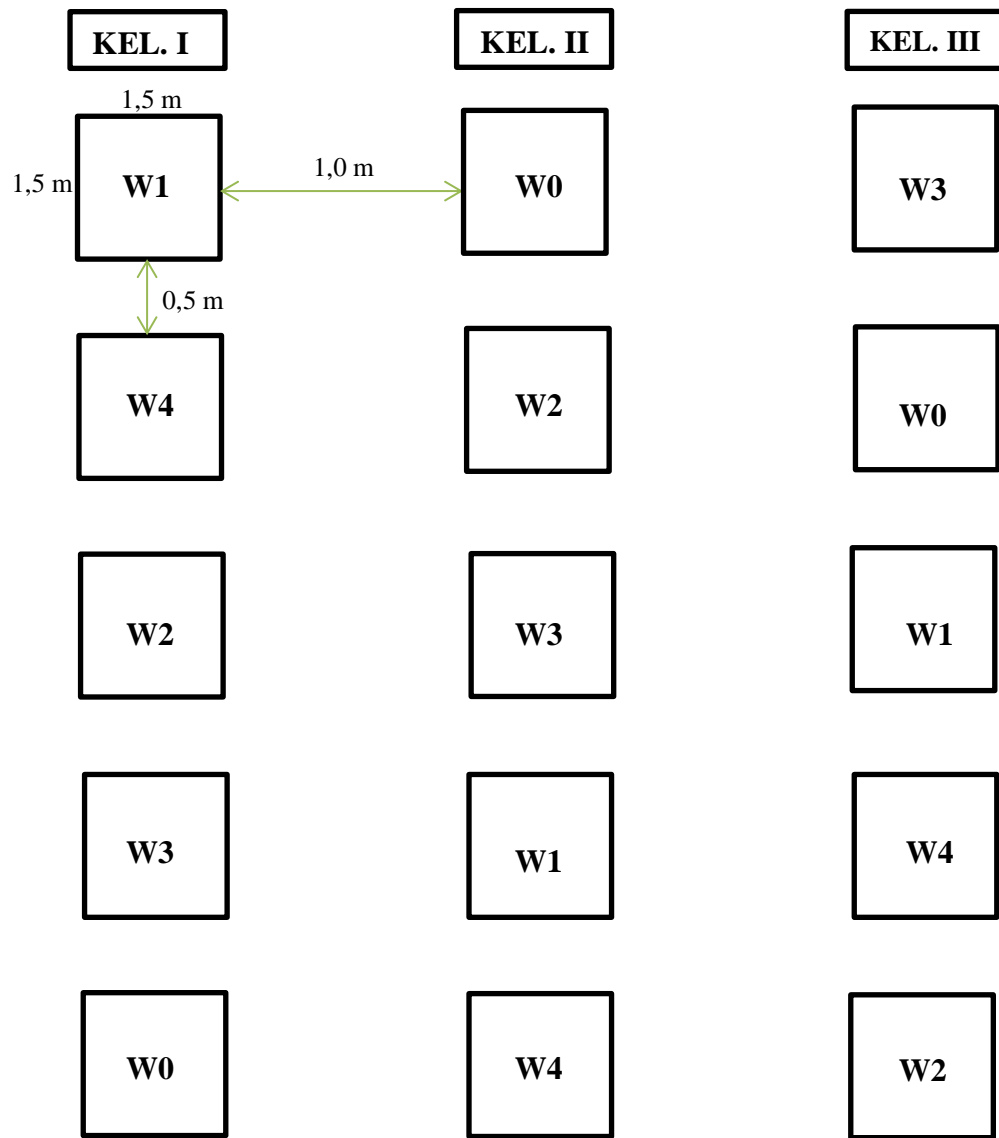 KEL. I KEL. II KEL. III
1,5 m
1,5 m W1 1,0 m W0 W3
0,5 m
W4 W2 W0
W2 W3 W1
W3 W1 W4
W0 W4 W2